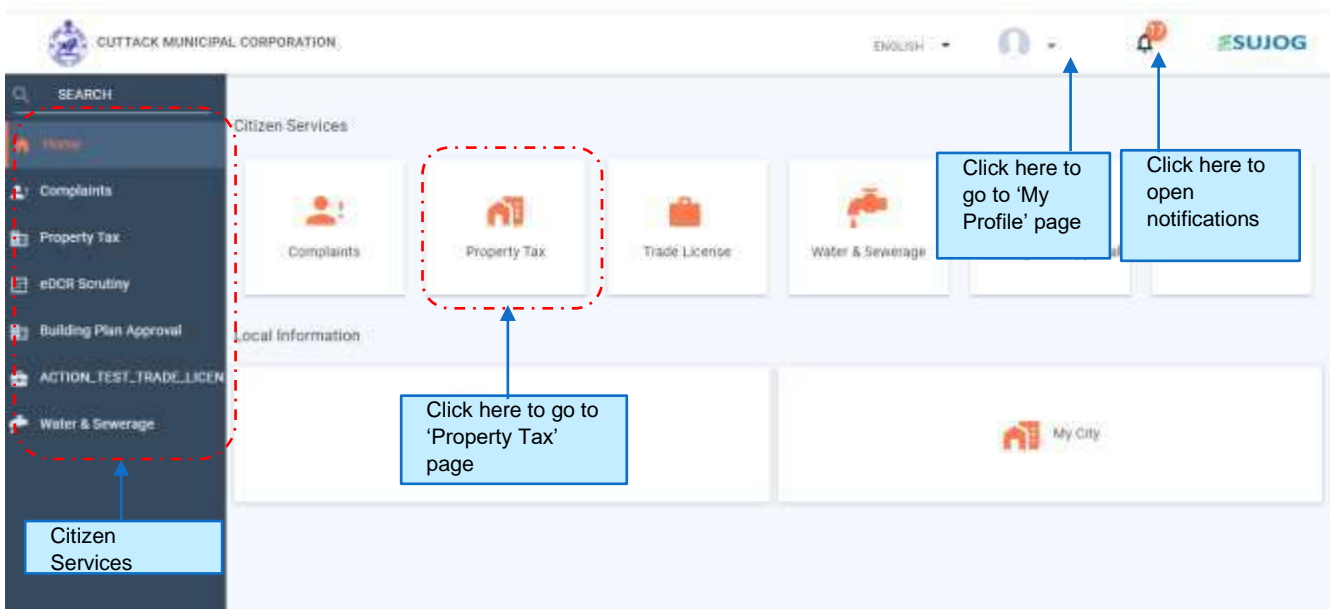 CUTTACK MUNICIPAL CORPORATION
ENGLISH
SUJOG
SEARCH
Home
Complaints
Property Tax
eDCR Scrutiny
Building Plan Approval
ACTION_TEST_TRADE_LICEN
Water & Sewerage
Citizen
Services
Citizen Services
Complaints
Property Tax
Trade License
Water & Sewerage
Click here to
go to ‘My
Profile’ page
Click here to
open
notifications
Local Information
Click here to go to
‘Property Tax’
page
My City